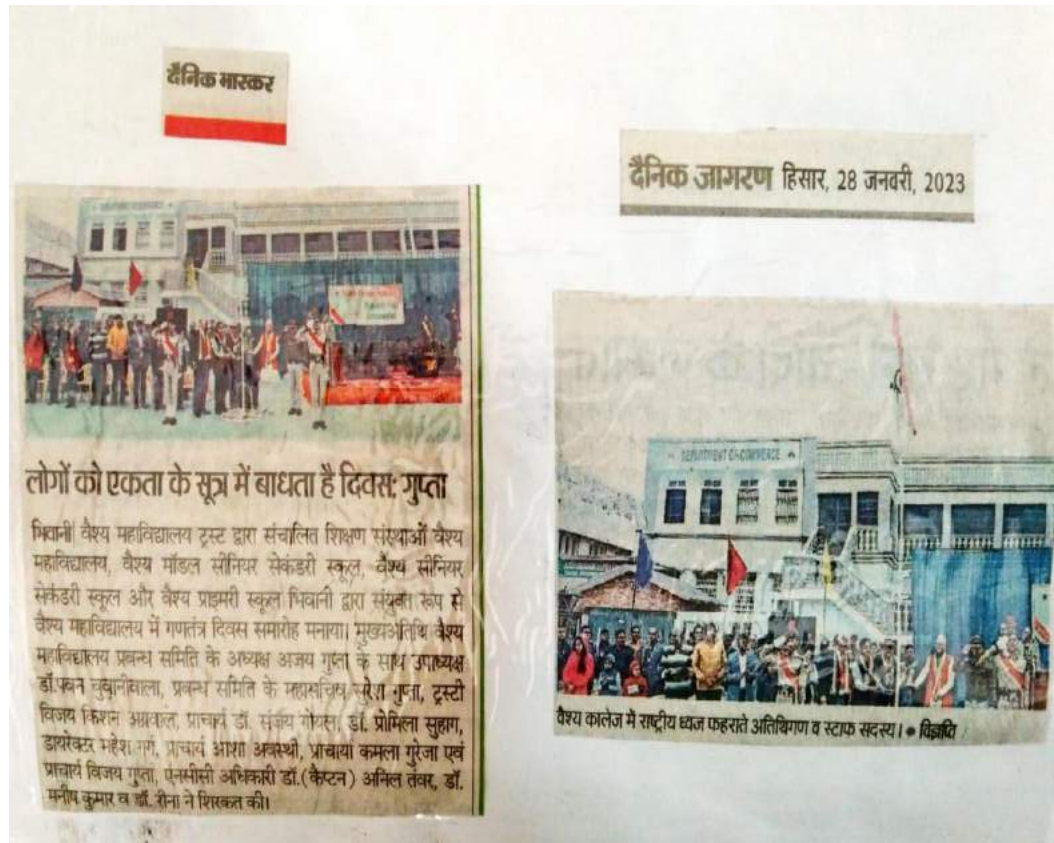 दैनिक भास्कर
लोगों को एकता के सूत्र में बाधता है दिवस: गुप्ता
भिवानी| वैश्य महाविद्यालय ट्रस्ट द्वारा संचालित शिक्षण संस्थाओं वैश्य
महाविद्यालय, वैश्य मॉडल सीनियर सेकंडरी स्कूल, वैश्य सीनियर
सेकंडरी स्कूल और वैश्य प्राइमरी स्कूल भिवानी द्वारा संयुक्त रूप से
वैश्य महाविद्यालय में गणतंत्र दिवस समारोह मनाया। मुख्यअतिथि वैश्य
महाविद्यालय प्रबन्ध समिति के अध्यक्ष अजय गुप्ता के साथ उपाध्यक्ष
डॉ.पवन बुवानीवाला, प्रबन्ध समिति के महासचिव सुरेश गुप्ता, ट्रस्टी
विजय किशन अग्रवाल, प्राचार्य डॉ. संजय गोयल, डॉ. प्रोमिला सुहाग,
डायरेक्टर महेश गर्ग, प्राचार्य आशा अवस्थी, प्राचार्या कमला गुरेजा एवं
प्राचार्य विजय गुप्ता, एनसीसी अधिकारी डॉ.(कैप्टन) अनिल तंवर, डॉ.
मनीष कुमार व डॉ. रीना ने शिरकत की।
दैनिक जागरण हिसार, 28 जनवरी, 2023
DEPARTMENT OF COMMERCE
वैश्य कालेज में राष्ट्रीय ध्वज फहराते अतिथिगण व स्टाफ सदस्य। ● विज्ञप्ति